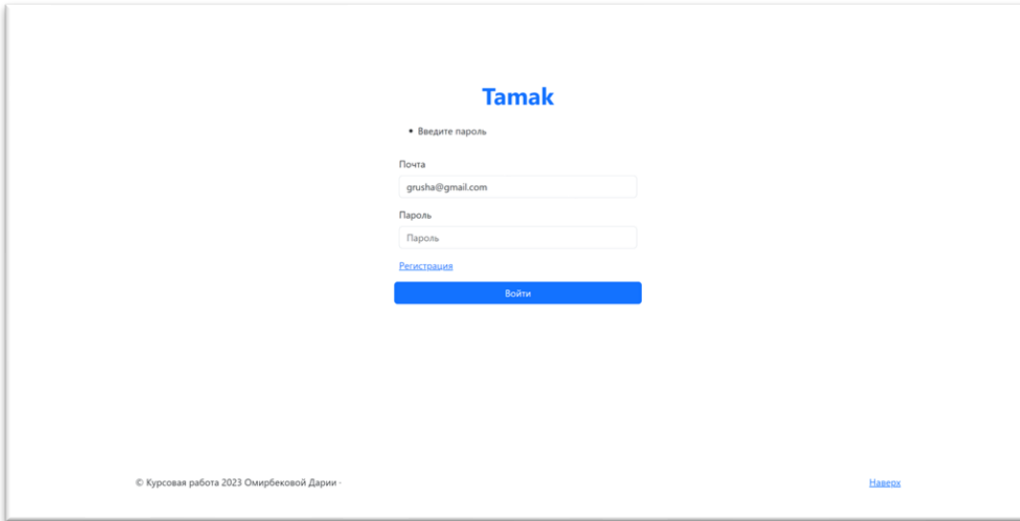 Tamak
• Введите пароль
Почта
grusha@gmail.com
Пароль
Пароль
Регистрация
Войти
© Курсовая работа 2023 Омирбековой Дарии · Наверх